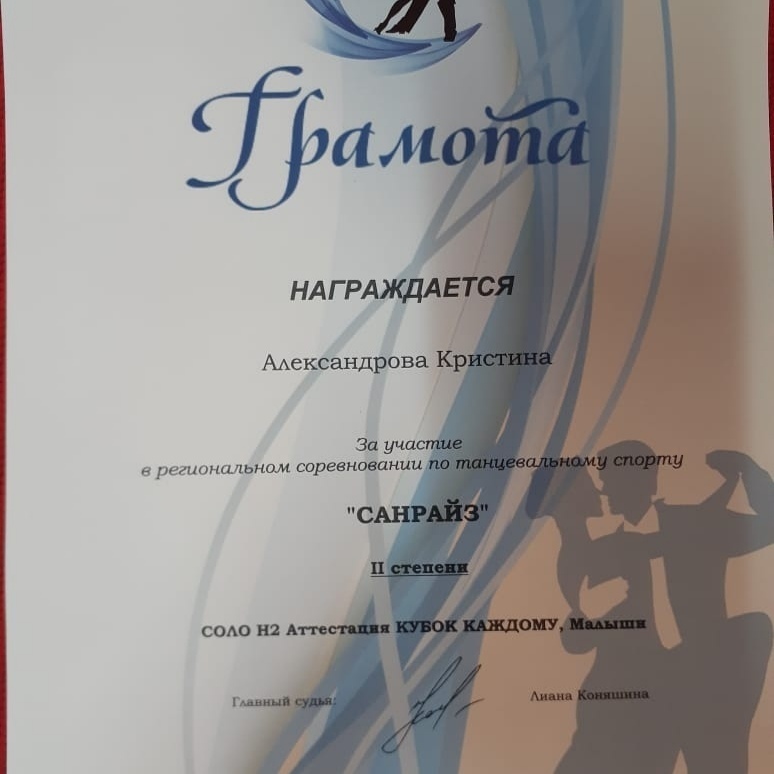 Грамота
НАГРАЖДАЕТСЯ
Александрова Кристина
За участие
в региональном соревновании по танцевальному спорту
"САНРАЙЗ"
II степени
СОЛО Н2 Аттестация КУБОК КАЖДОМУ, Малыши
Главный судья: Лиана Коняшина